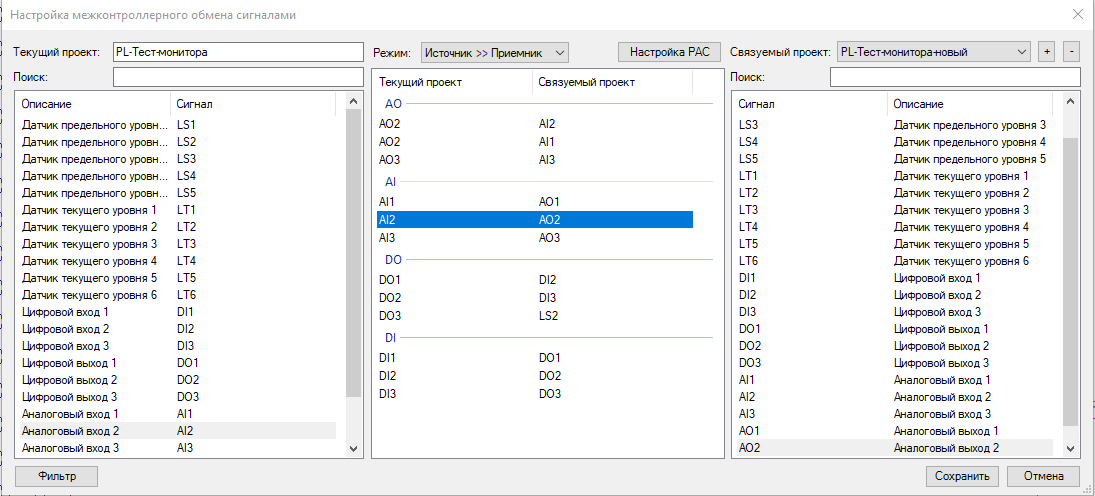 Настройка межконтроллерного обмена сигналами
Текущий проект: PL-Тест-монитора Режим: Источник >> Приемник Настройка PAC Связуемый проект: PL-Тест-монитора-новый + -
Поиск:
Описание Сигнал
Датчик предельного уровн... LS1
Датчик предельного уровн... LS2
Датчик предельного уровн... LS3
Датчик предельного уровн... LS4
Датчик предельного уровн... LS5
Датчик текущего уровня 1 LT1
Датчик текущего уровня 2 LT2
Датчик текущего уровня 3 LT3
Датчик текущего уровня 4 LT4
Датчик текущего уровня 5 LT5
Датчик текущего уровня 6 LT6
Цифровой вход 1 DI1
Цифровой вход 2 DI2
Цифровой вход 3 DI3
Цифровой выход 1 DO1
Цифровой выход 2 DO2
Цифровой выход 3 DO3
Аналоговый вход 1 AI1
Аналоговый вход 2 AI2
Аналоговый вход 3 AI3
Фильтр
Текущий проект Связуемый проект
AO
AO2 AI2
AO2 AI1
AO3 AI3
AI
AI1 AO1
AI2 AO2
AI3 AO3
DO
DO1 DI2
DO2 DI3
DO3 LS2
DI
DI1 DO1
DI2 DO2
DI3 DO3
Поиск:
Сигнал Описание
LS3 Датчик предельного уровня 3
LS4 Датчик предельного уровня 4
LS5 Датчик предельного уровня 5
LT1 Датчик текущего уровня 1
LT2 Датчик текущего уровня 2
LT3 Датчик текущего уровня 3
LT4 Датчик текущего уровня 4
LT5 Датчик текущего уровня 5
LT6 Датчик текущего уровня 6
DI1 Цифровой вход 1
DI2 Цифровой вход 2
DI3 Цифровой вход 3
DO1 Цифровой выход 1
DO2 Цифровой выход 2
DO3 Цифровой выход 3
AI1 Аналоговый вход 1
AI2 Аналоговый вход 2
AI3 Аналоговый вход 3
AO1 Аналоговый выход 1
AO2 Аналоговый выход 2
Сохранить Отмена